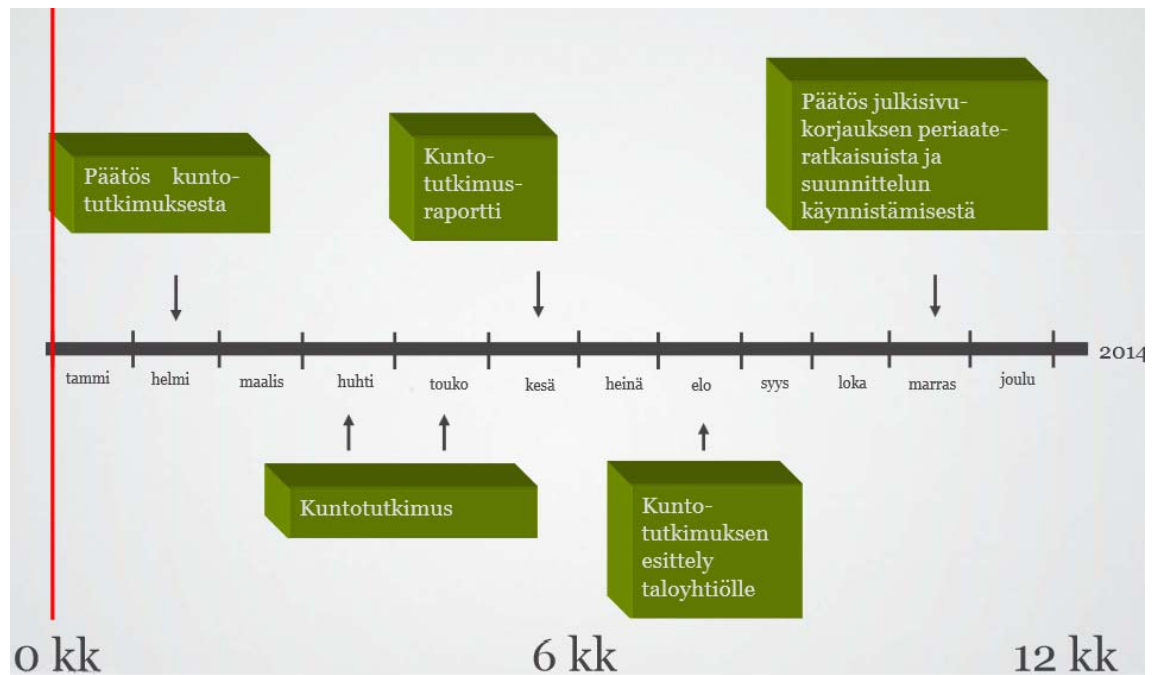 Päätös kunto-
tutkimuksesta
Kunto-
tutkimus-
raportti
Päätös julkisivu-
korjauksen periaate-
ratkaisuista ja
suunnittelun
käynnistämisestä
2014
tammi helmi maalis huhti touko kesä heinä elo syys loka marras joulu
Kuntotutkimus
Kunto-
tutkimuksen
esittely
taloyhtiölle
0 kk 6 kk 12 kk